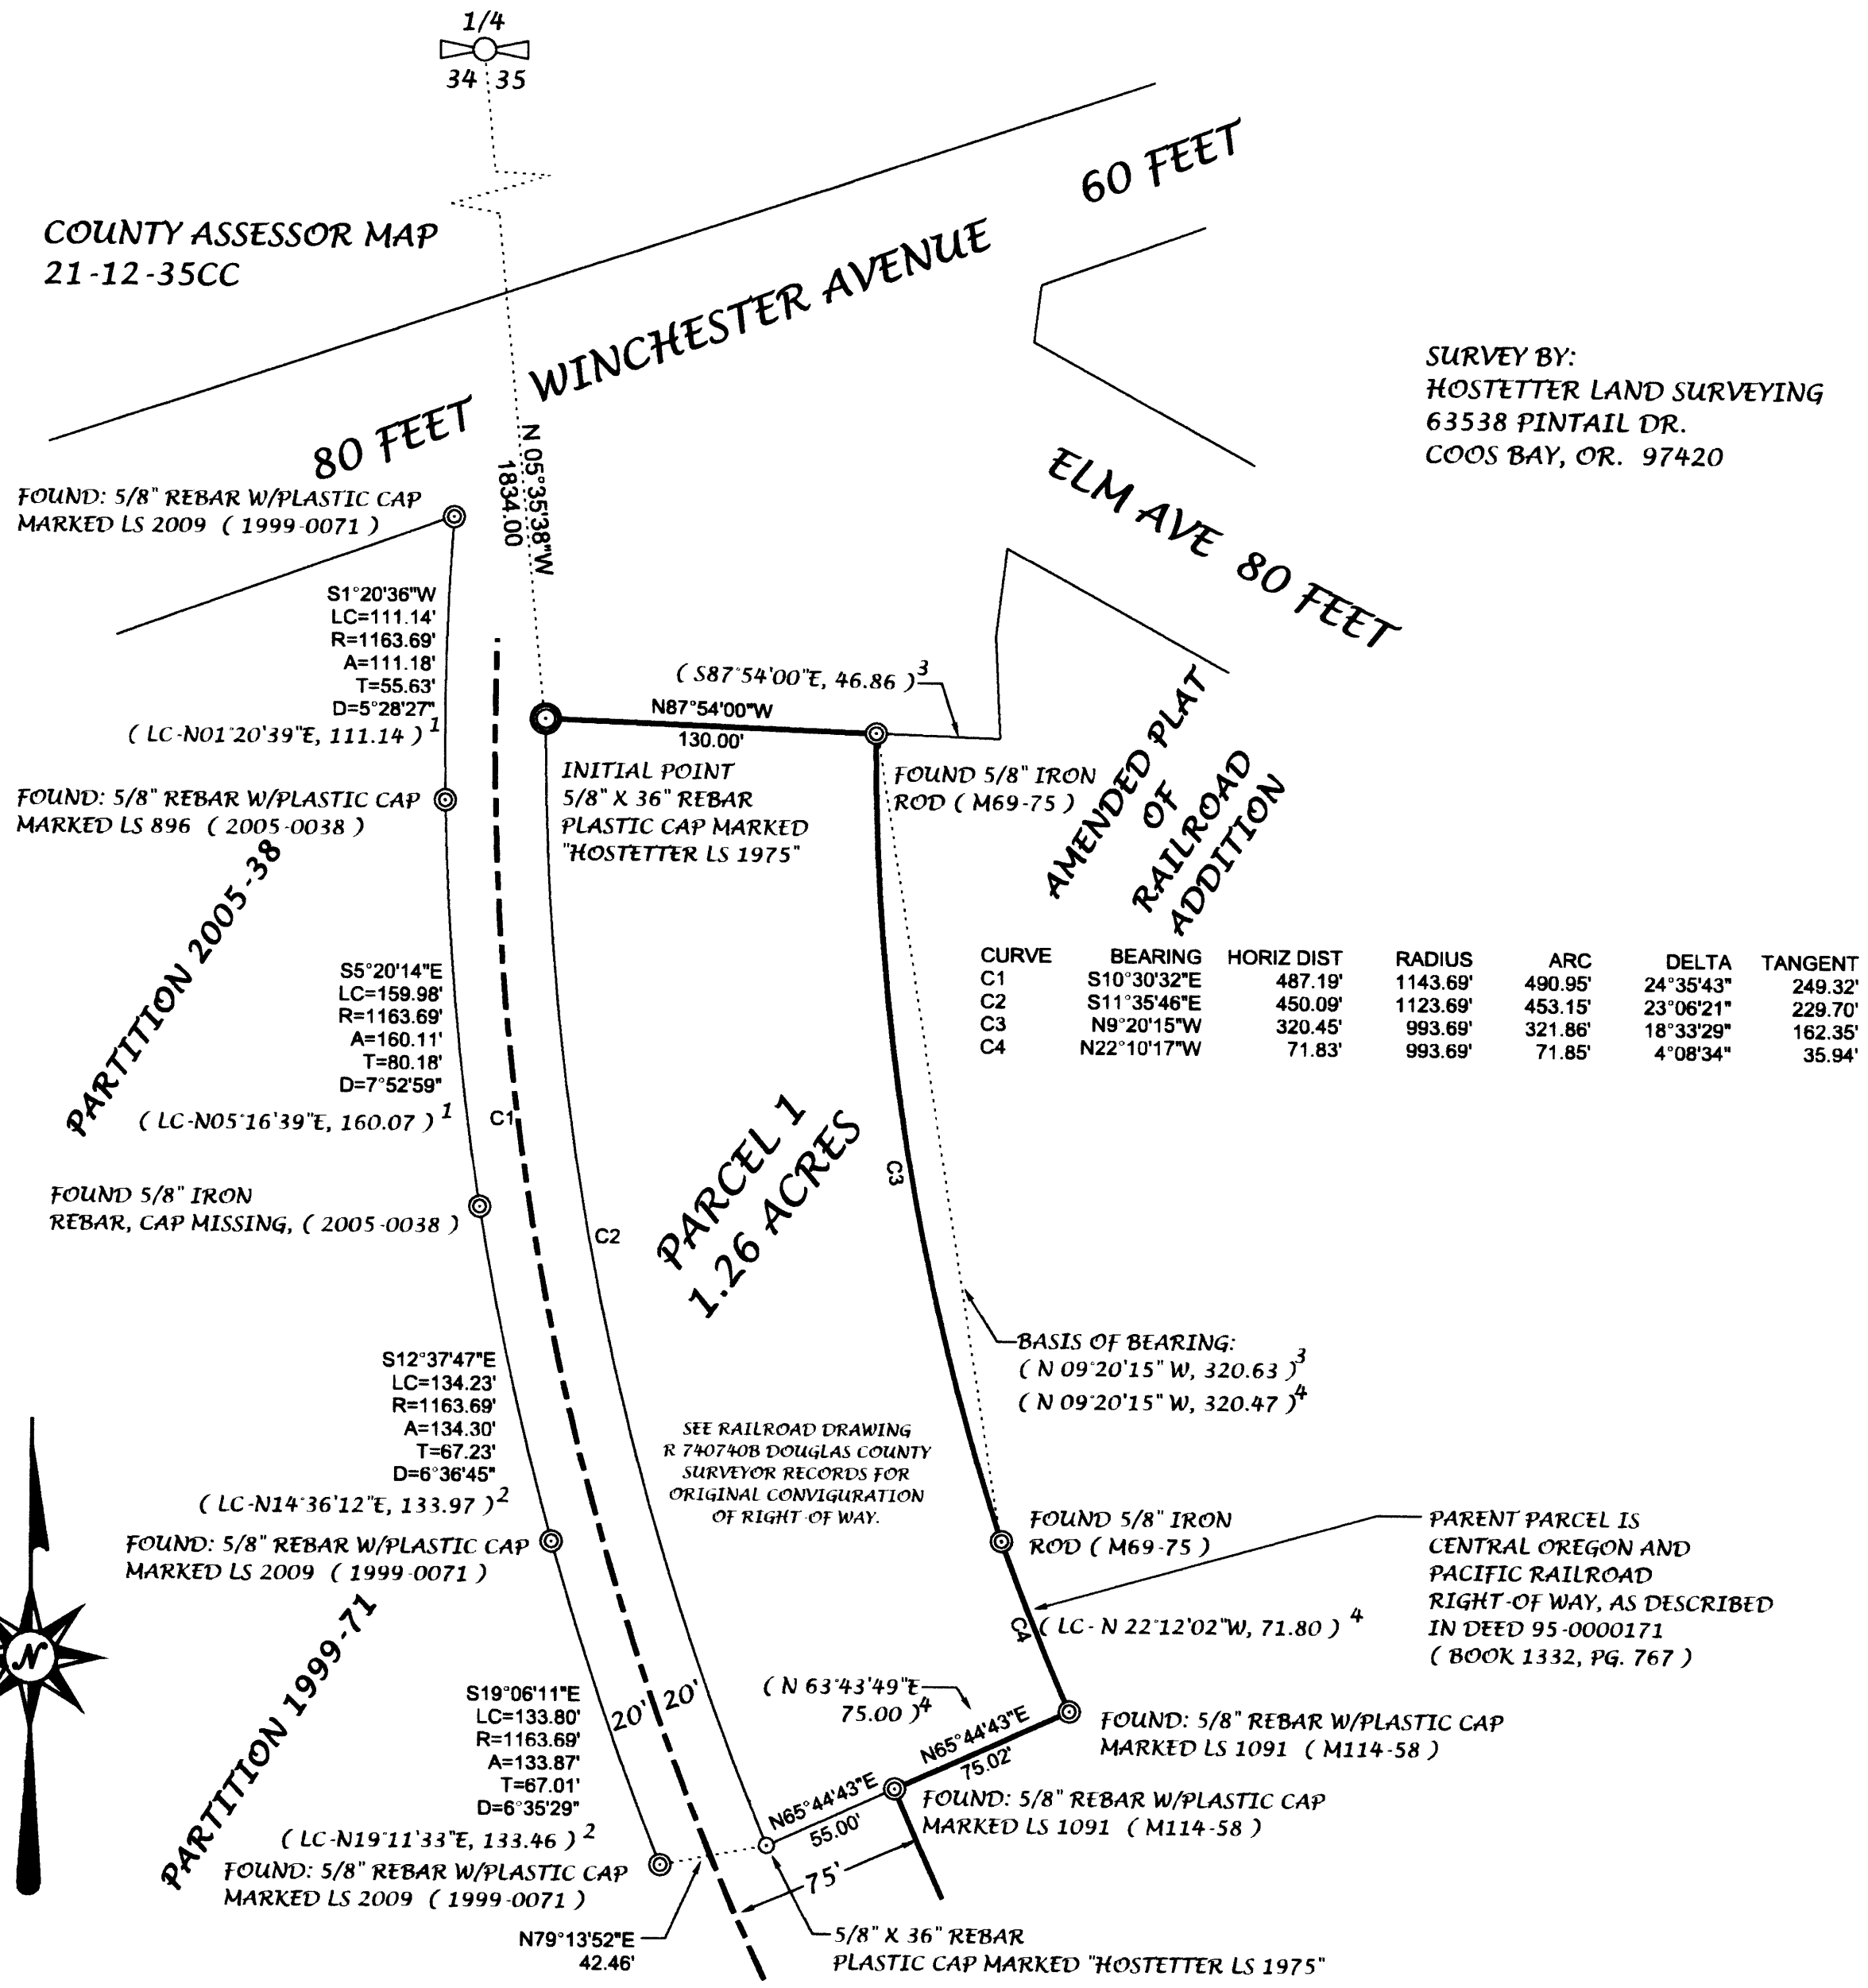 1/4
34 35
COUNTY ASSESSOR MAP
21-12-35CC
60 FEET
WINCHESTER AVENUE
80 FEET
SURVEY BY:
HOSTETTER LAND SURVEYING
63538 PINTAIL DR.
COOS BAY, OR. 97420
N 05°35'38"W
1834.00
ELM AVE 80 FEET
FOUND: 5/8" REBAR W/PLASTIC CAP
MARKED LS 2009 ( 1999-0071 )
S1°20'36"W
LC=111.14'
R=1163.69'
A=111.18'
T=55.63'
D=5°28'27"
( LC-N01°20'39"E, 111.14 ) 1
( S87°54'00"E, 46.86 ) 3
N87°54'00"W
130.00'
INITIAL POINT
5/8" X 36" REBAR
PLASTIC CAP MARKED
"HOSTETTER LS 1975"
FOUND 5/8" IRON
ROD ( M69-75 )
AMENDED PLAT
OF
RAILROAD
ADDITION
FOUND: 5/8" REBAR W/PLASTIC CAP
MARKED LS 896 ( 2005-0038 )
PARTITION 2005-38
CURVE BEARING HORIZ DIST RADIUS ARC DELTA TANGENT
C1 S10°30'32"E 487.19' 1143.69' 490.95' 24°35'43" 249.32'
C2 S11°35'46"E 450.09' 1123.69' 453.15' 23°06'21" 229.70'
C3 N9°20'15"W 320.45' 993.69' 321.86' 18°33'29" 162.35'
C4 N22°10'17"W 71.83' 993.69' 71.85' 4°08'34" 35.94'
S5°20'14"E
LC=159.98'
R=1163.69'
A=160.11'
T=80.18'
D=7°52'59"
( LC-N05°16'39"E, 160.07 ) 1
C1
C2
C3
PARCEL 1
1.26 ACRES
FOUND 5/8" IRON
REBAR, CAP MISSING, ( 2005-0038 )
BASIS OF BEARING:
( N 09°20'15" W, 320.63 ) 3
( N 09°20'15" W, 320.47 ) 4
S12°37'47"E
LC=134.23'
R=1163.69'
A=134.30'
T=67.23'
D=6°36'45"
( LC-N14°36'12"E, 133.97 ) 2
SEE RAILROAD DRAWING
R 740740B DOUGLAS COUNTY
SURVEYOR RECORDS FOR
ORIGINAL CONVIGURATION
OF RIGHT-OF WAY.
FOUND: 5/8" REBAR W/PLASTIC CAP
MARKED LS 2009 ( 1999-0071 )
FOUND 5/8" IRON
ROD ( M69-75 )
PARENT PARCEL IS
CENTRAL OREGON AND
PACIFIC RAILROAD
RIGHT-OF WAY, AS DESCRIBED
IN DEED 95-0000171
( BOOK 1332, PG. 767 )
C4
( LC- N 22°12'02"W, 71.80 ) 4
N
PARTITION 1999-71
S19°06'11"E
LC=133.80'
R=1163.69'
A=133.87'
T=67.01'
D=6°35'29"
( LC-N19°11'33"E, 133.46 ) 2
20' 20'
( N 63°43'49"E
75.00 ) 4
N65°44'43"E
75.02'
FOUND: 5/8" REBAR W/PLASTIC CAP
MARKED LS 1091 ( M114-58 )
N65°44'43"E
55.00'
FOUND: 5/8" REBAR W/PLASTIC CAP
MARKED LS 1091 ( M114-58 )
75'
FOUND: 5/8" REBAR W/PLASTIC CAP
MARKED LS 2009 ( 1999-0071 )
N79°13'52"E
42.46'
5/8" X 36" REBAR
PLASTIC CAP MARKED "HOSTETTER LS 1975"